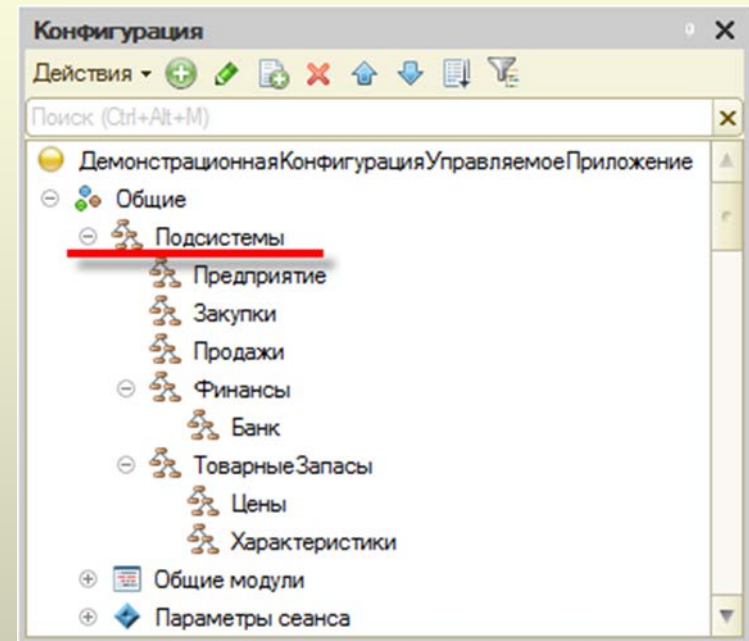 Конфигурация
Действия
Поиск (Ctrl+Alt+M)
ДемонстрационнаяКонфигурацияУправляемоеПриложение
Общие
Подсистемы
Предприятие
Закупки
Продажи
Финансы
Банк
ТоварныеЗапасы
Цены
Характеристики
Общие модули
Параметры сеанса